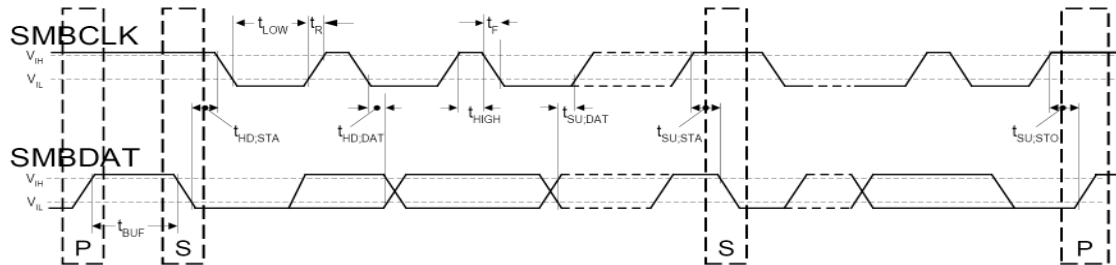 tLOW tR tF
SMBCLK
VIH
VIL
tHD;STA tHD;DAT tHIGH tSU;DAT tSU;STA tSU;STO
SMBDAT
VIH
VIL
tBUF
P S S P